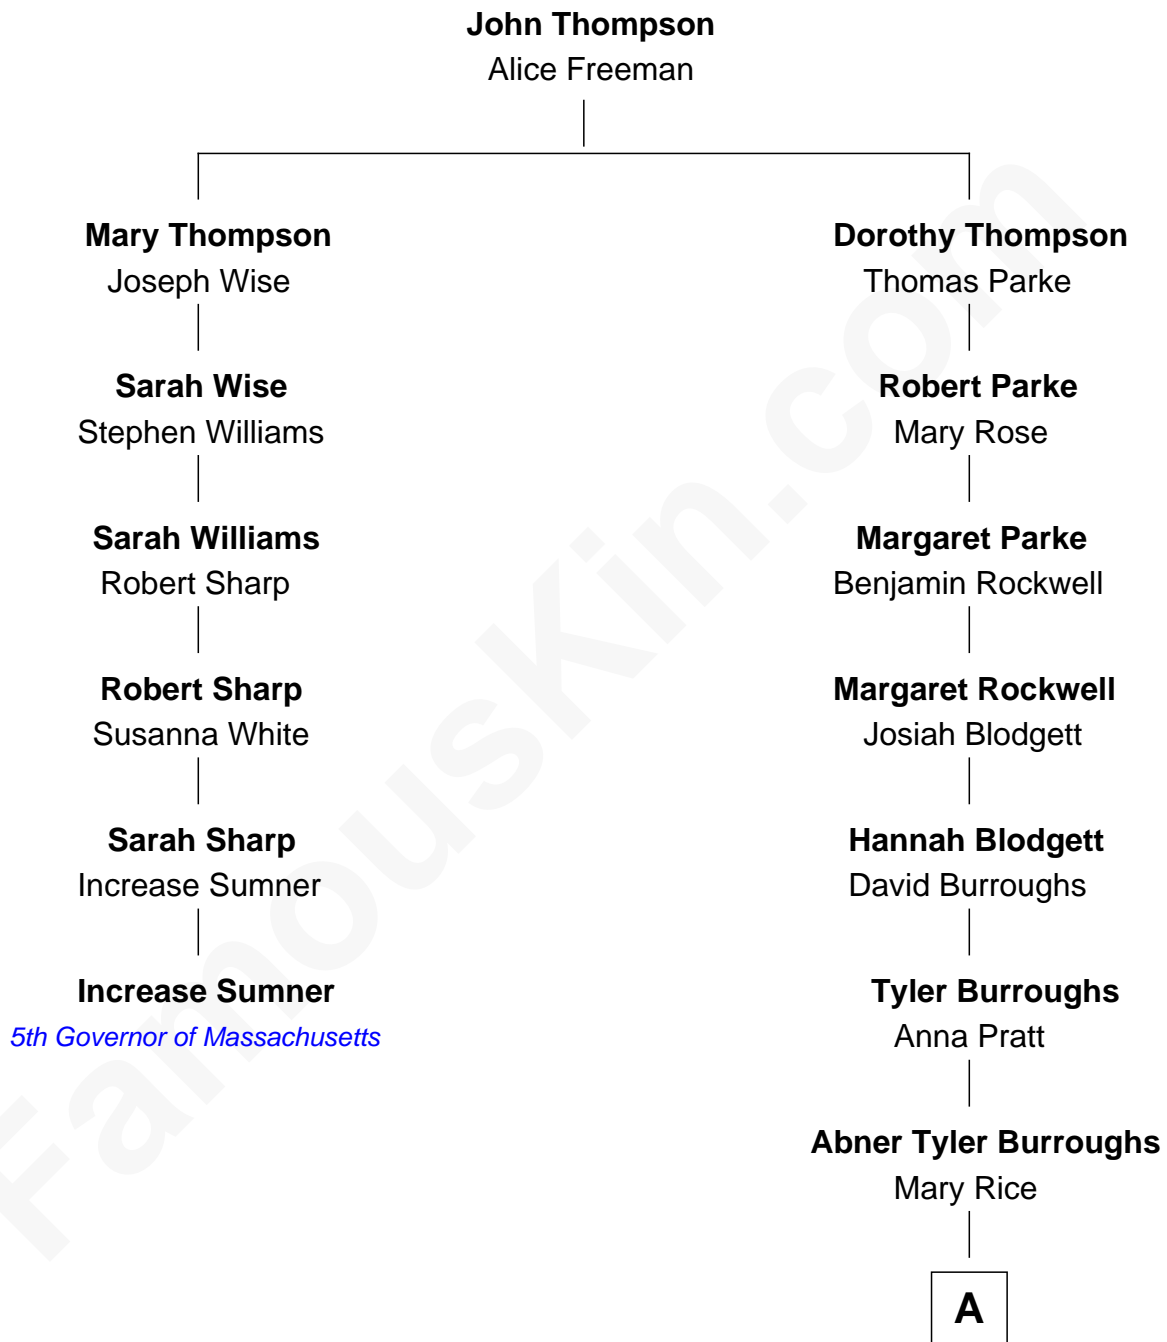 John Thompson
Alice Freeman
Mary Thompson
Joseph Wise
Sarah Wise
Stephen Williams
Sarah Williams
Robert Sharp
Robert Sharp
Susanna White
Sarah Sharp
Increase Sumner
Increase Sumner
5th Governor of Massachusetts
Dorothy Thompson
Thomas Parke
Robert Parke
Mary Rose
Margaret Parke
Benjamin Rockwell
Margaret Rockwell
Josiah Blodgett
Hannah Blodgett
David Burroughs
Tyler Burroughs
Anna Pratt
Abner Tyler Burroughs
Mary Rice
A
FamousKin.com